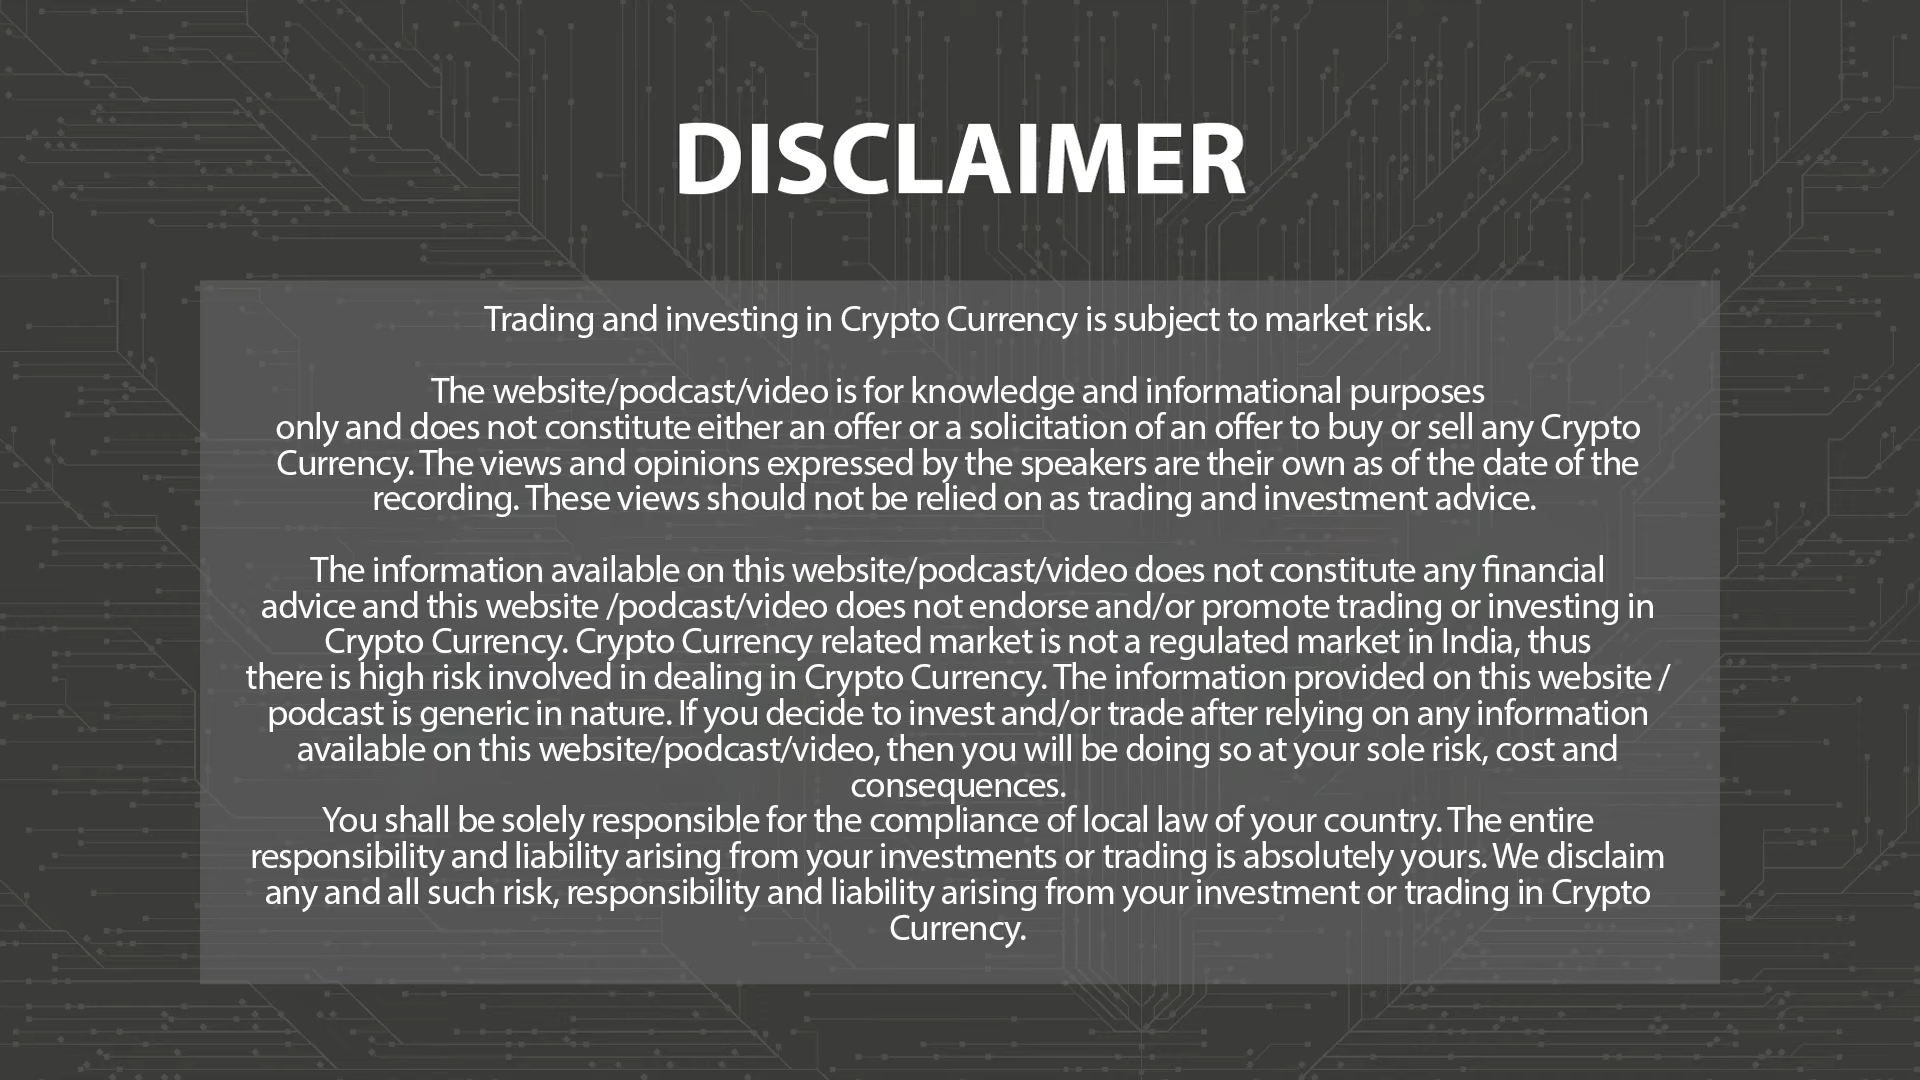 DISCLAIMER
Trading and investing in Crypto Currency is subject to market risk.
The website/podcast/video is for knowledge and informational purposes
only and does not constitute either an offer or a solicitation of an offer to buy or sell any Crypto
Currency. The views and opinions expressed by the speakers are their own as of the date of the
recording. These views should not be relied on as trading and investment advice.
The information available on this website/podcast/video does not constitute any financial
advice and this website /podcast/video does not endorse and/or promote trading or investing in
Crypto Currency. Crypto Currency related market is not a regulated market in India, thus
there is high risk involved in dealing in Crypto Currency. The information provided on this website /
podcast is generic in nature. If you decide to invest and/or trade after relying on any information
available on this website/podcast/video, then you will be doing so at your sole risk, cost and
consequences.
You shall be solely responsible for the compliance of local law of your country. The entire
responsibility and liability arising from your investments or trading is absolutely yours. We disclaim
any and all such risk, responsibility and liability arising from your investment or trading in Crypto
Currency.